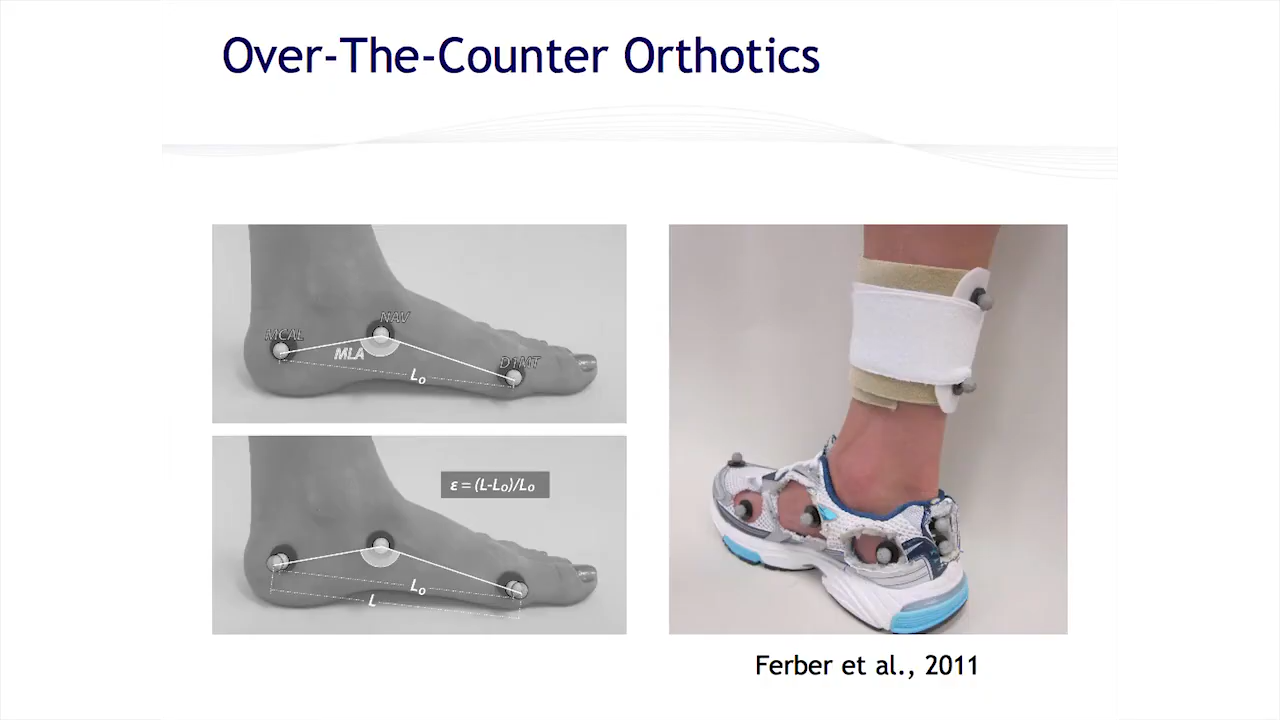 Over-The-Counter Orthotics
MCAL
NAV
MLA
D1MT
Lo
ε = (L-Lo)/Lo
Lo
L
Ferber et al., 2011